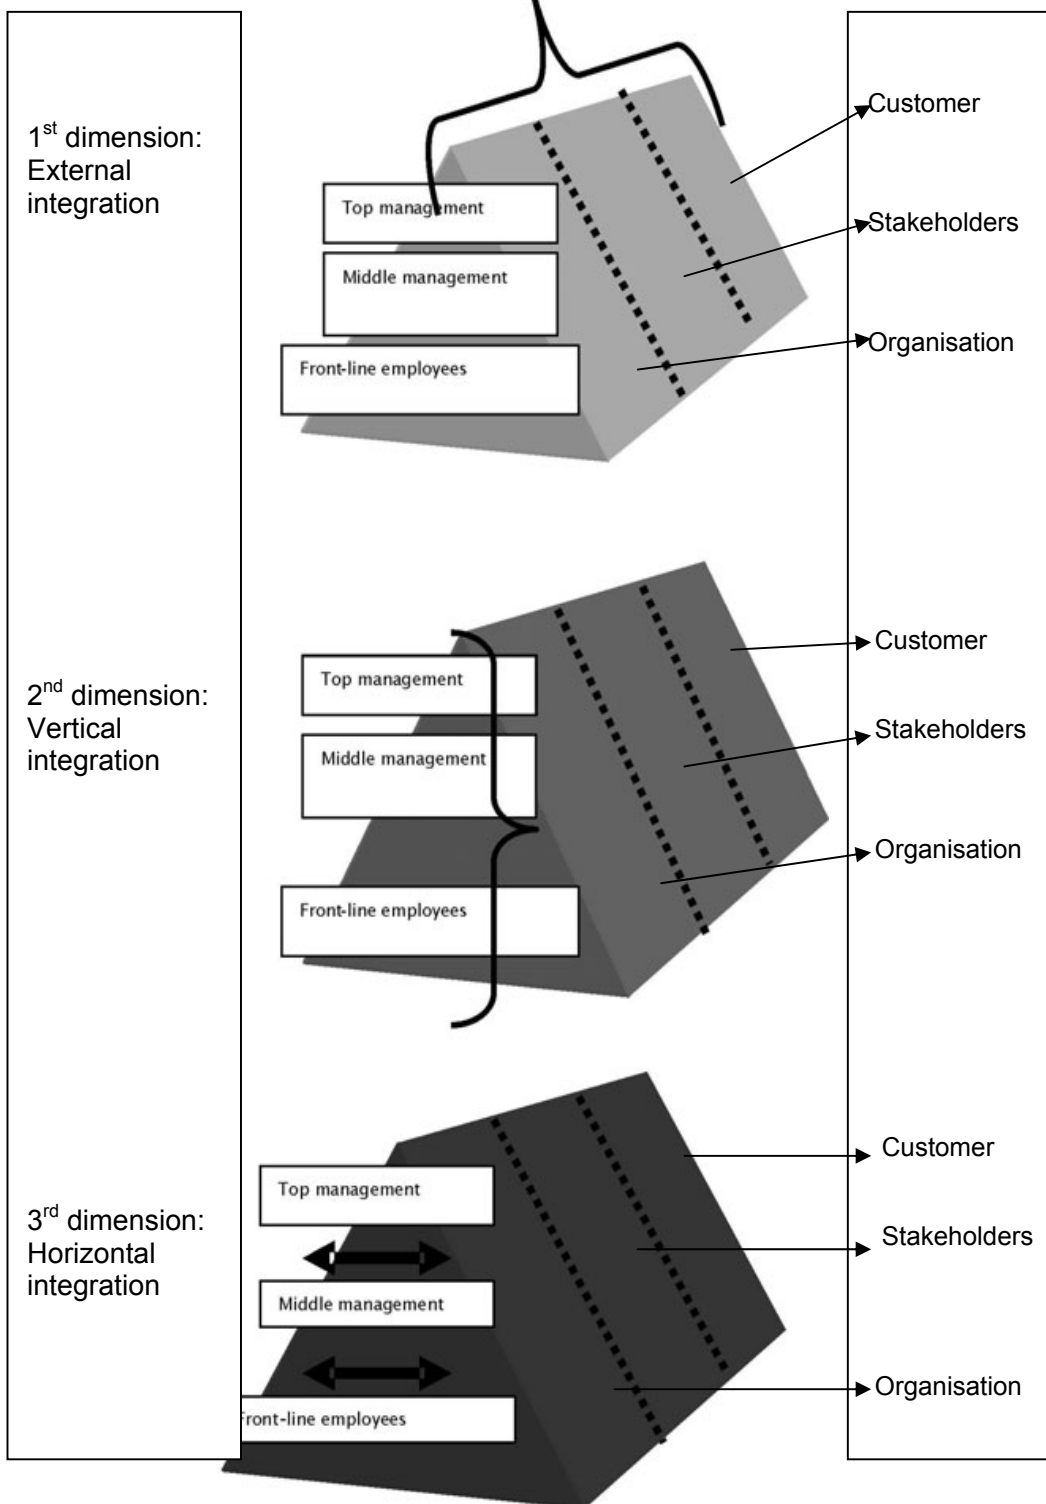 1st dimension:
External
integration
Top management
Middle management
Front-line employees
Customer
Stakeholders
Organisation
2nd dimension:
Vertical
integration
Top management
Middle management
Front-line employees
Customer
Stakeholders
Organisation
3rd dimension:
Horizontal
integration
Top management
Middle management
Front-line employees
Customer
Stakeholders
Organisation